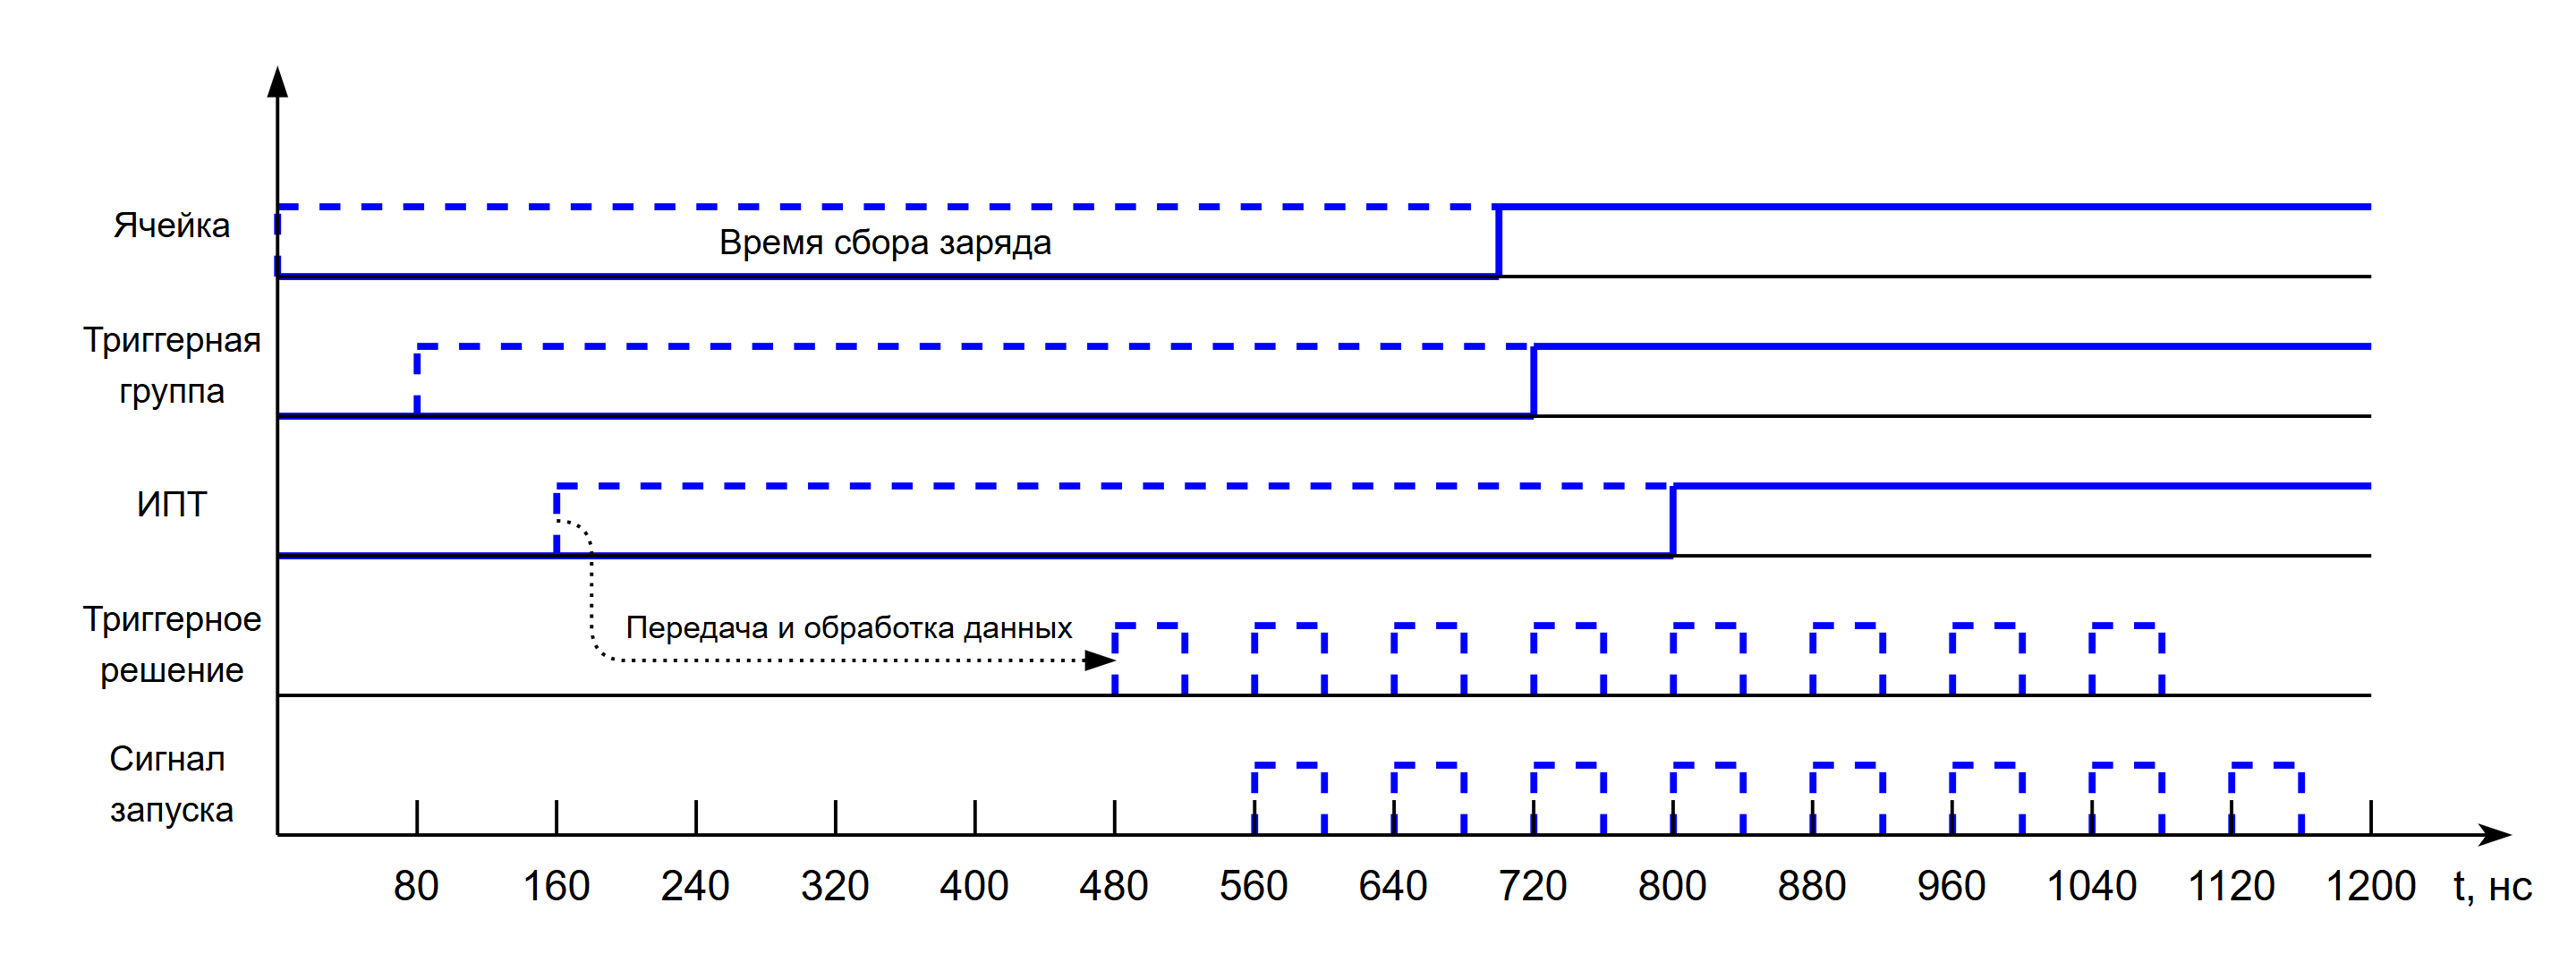 Ячейка
Время сбора заряда
Триггерная
группа
ИПТ
Триггерное
решение
Передача и обработка данных
Сигнал
запуска
80 160 240 320 400 480 560 640 720 800 880 960 1040 1120 1200 t, нс